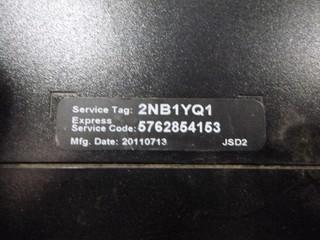 Service Tag: 2NB1YQ1
Express
Service Code: 5762854153
Mfg. Date: 20110713 JSD2